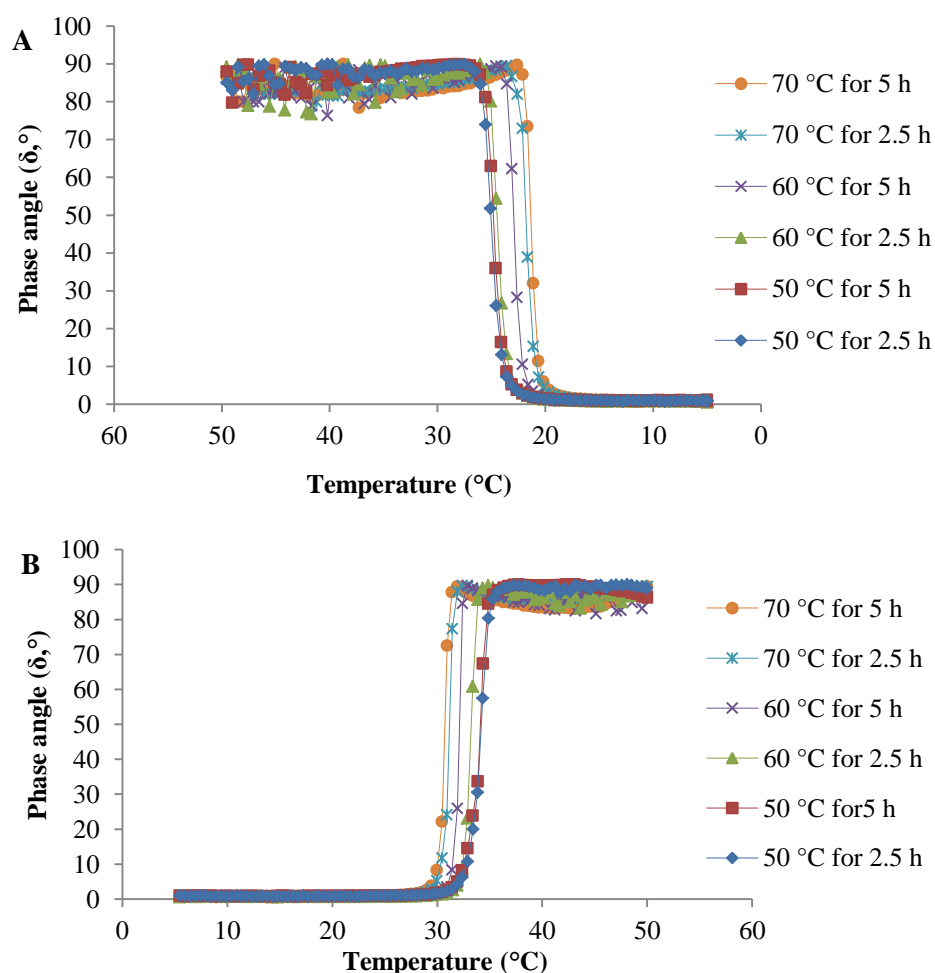 A
100
90
80
70
60
50
40
30
20
10
0
Phase angle (δ,°)
60 50 40 30 20 10 0
Temperature (°C)
70 °C for 5 h
70 °C for 2.5 h
60 °C for 5 h
60 °C for 2.5 h
50 °C for 5 h
50 °C for 2.5 h
B
100
90
80
70
60
50
40
30
20
10
0
Phase angle (δ,°)
0 10 20 30 40 50 60
Temperature (°C)
70 °C for 5 h
70 °C for 2.5 h
60 °C for 5 h
60 °C for 2.5 h
50 °C for5 h
50 °C for 2.5 h